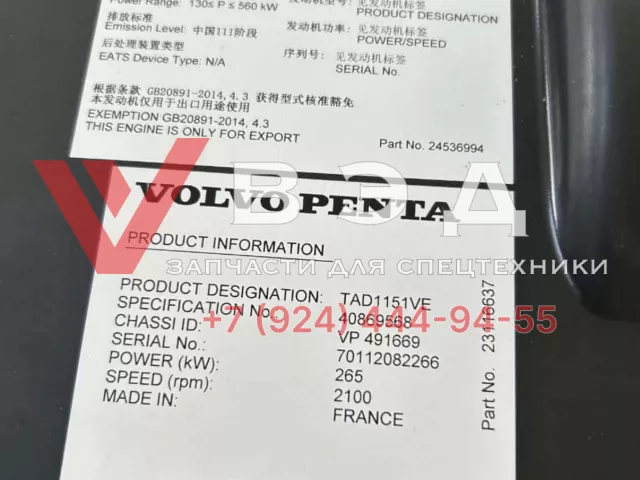 Power Range: 130≤ P ≤ 560 kW
排放标准
Emission Level: 中国III阶段
后处理装置类型
EATS Device Type: N/A
发动机型号: 见发动机标签
PRODUCT DESIGNATION
发动机功率: 见发动机标签
POWER/SPEED
序列号: 见发动机标签
SERIAL No.
根据条款 GB20891-2014, 4.3 获得型式核准豁免
本发动机仅用于出口用途使用
EXEMPTION GB20891-2014, 4.3
THIS ENGINE IS ONLY FOR EXPORT
Part No. 24536994
VOLVO PENTA
ВЭД
ЗАПЧАСТИ ДЛЯ СПЕЦТЕХНИКИ
+7 (924) 444-94-55
PRODUCT INFORMATION
PRODUCT DESIGNATION: TAD1151VE
SPECIFICATION No.: 40869568
CHASSI ID: VP 491669
SERIAL No.: 70112082266
POWER (kW): 265
SPEED (rpm): 2100
MADE IN: FRANCE
Part No. 23416637